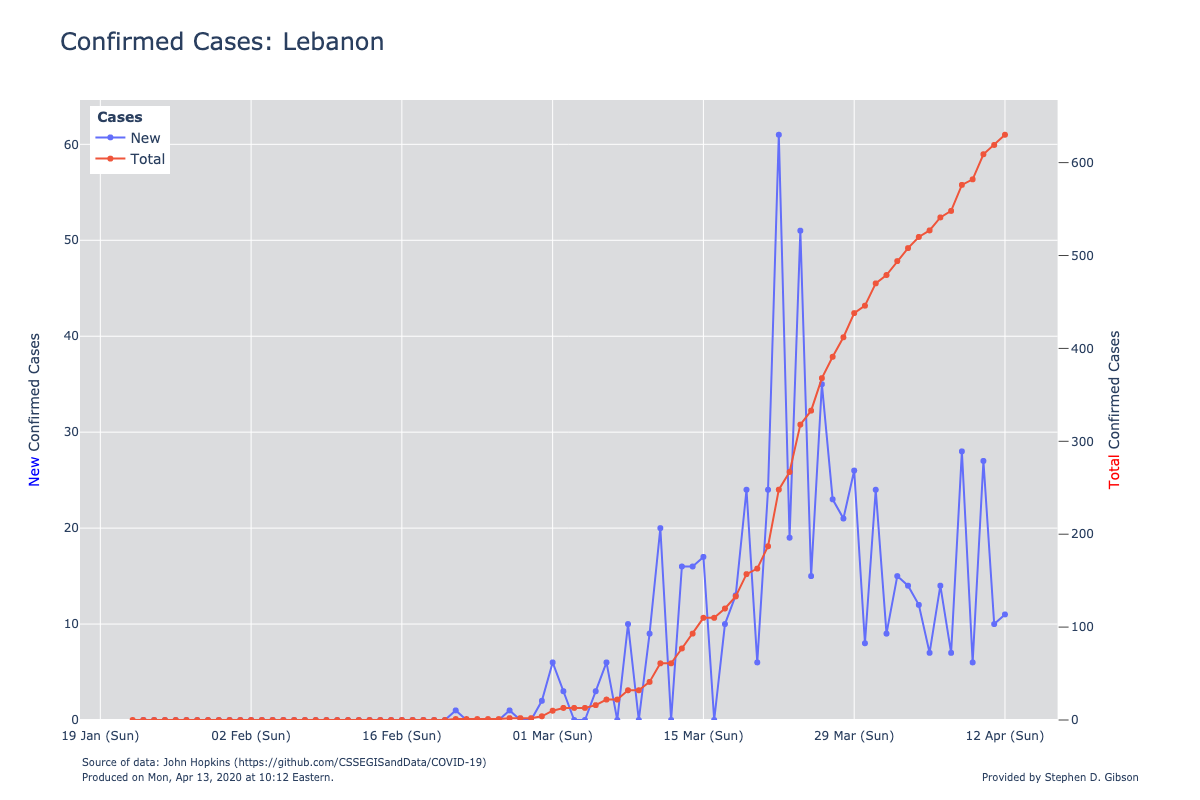 Confirmed Cases: Lebanon
Cases
New
Total
60
50
40
30
20
10
0
New Confirmed Cases
600
500
400
300
200
100
0
Total Confirmed Cases
19 Jan (Sun)
02 Feb (Sun)
16 Feb (Sun)
01 Mar (Sun)
15 Mar (Sun)
29 Mar (Sun)
12 Apr (Sun)
Source of data: John Hopkins (https://github.com/CSSEGISandData/COVID-19)
Produced on Mon, Apr 13, 2020 at 10:12 Eastern.
Provided by Stephen D. Gibson